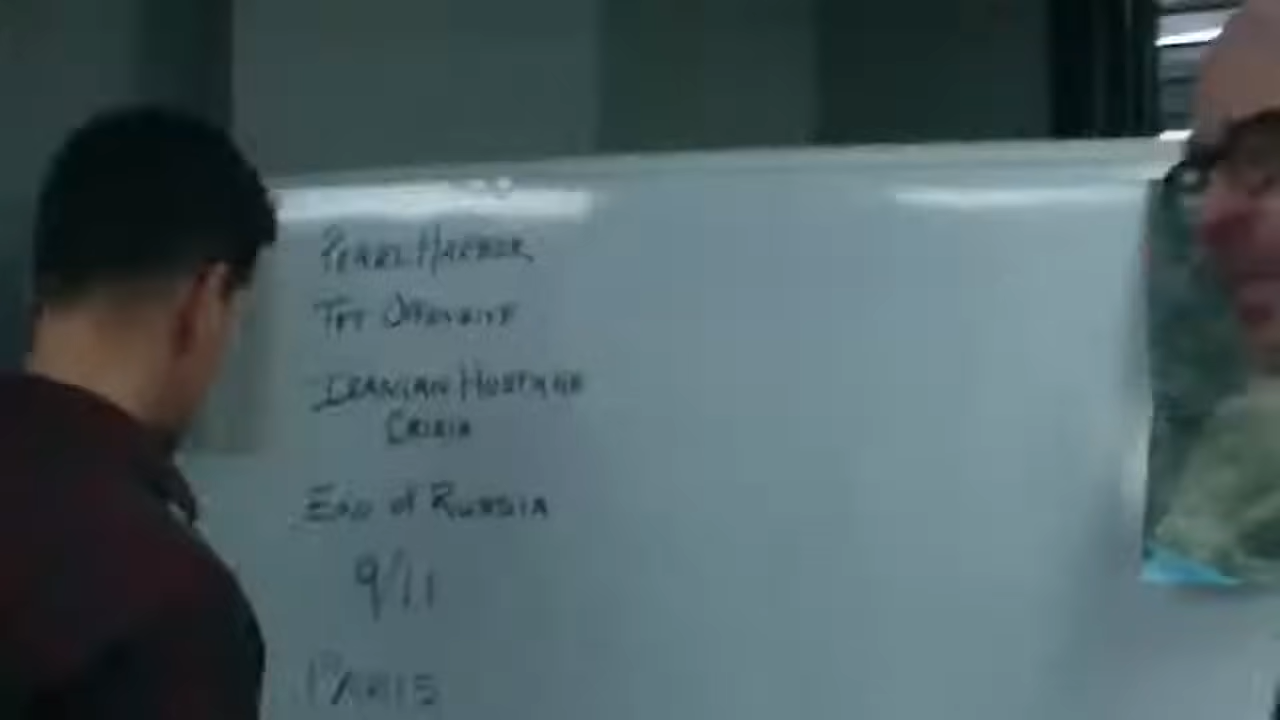 PEARL HARBOR
TET OFFENSIVE
IRANIAN HOSTAGE
CRISIS
END OF RUSSIA
9/11
PARIS